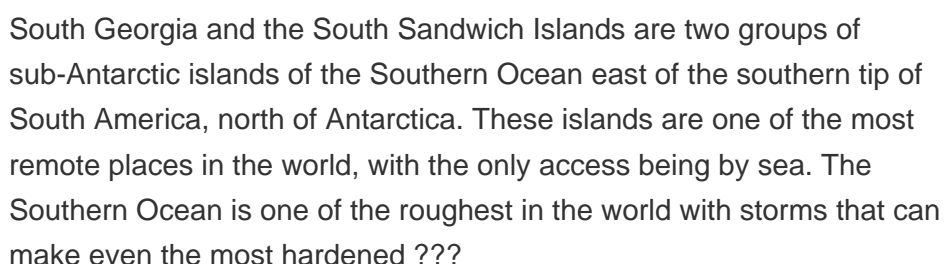 South Georgia and the South Sandwich Islands are two groups of
sub-Antarctic islands of the Southern Ocean east of the southern tip of
South America, north of Antarctica. These islands are one of the most
remote places in the world, with the only access being by sea. The
Southern Ocean is one of the roughest in the world with storms that can
make even the most hardened ???